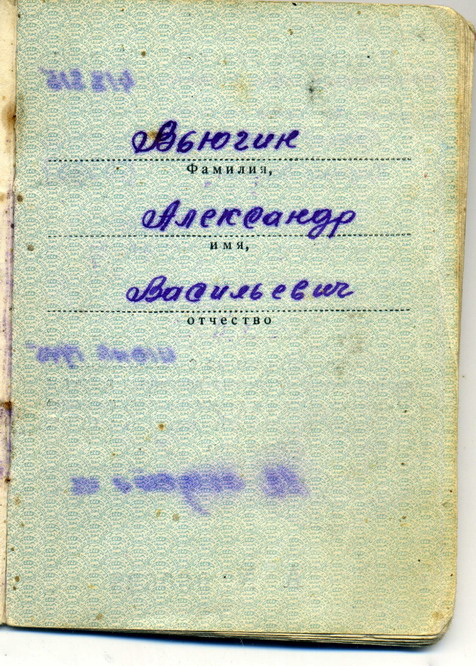 Вьюгин
Фамилия,
Александр
имя,
Васильевич
отчество